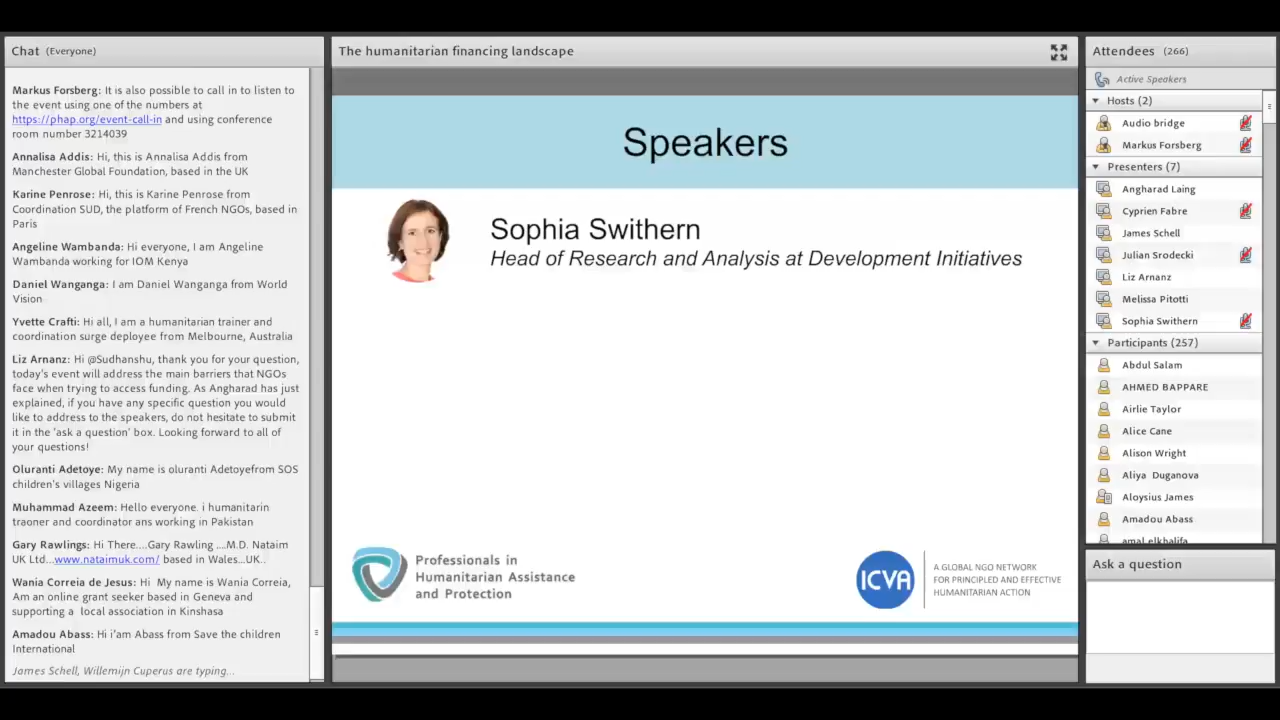 Chat (Everyone)
Markus Forsberg: It is also possible to call in to listen to
the event using one of the numbers at
https://phap.org/event-call-in and using conference
room number 3214039
Annalisa Addis: Hi, this is Annalisa Addis from
Manchester Global Foundation, based in the UK
Karine Penrose: Hi, this is Karine Penrose from
Coordination SUD, the platform of French NGOs, based in
Paris
Angeline Wambanda: Hi everyone, I am Angeline
Wambanda working for IOM Kenya
Daniel Wanganga: I am Daniel Wanganga from World
Vision
Yvette Crafti: Hi all, I am a humanitarian trainer and
coordination surge deployee from Melbourne, Australia
Liz Arnanz: Hi @Sudhanshu, thank you for your question,
today's event will address the main barriers that NGOs
face when trying to access funding. As Angharad has just
explained, if you have any specific question you would
like to address to the speakers, do not hesitate to submit
it in the 'ask a question' box. Looking forward to all of
your questions!
Oluranti Adetoye: My name is oluranti Adetoyefrom SOS
children's villages Nigeria
Muhammad Azeem: Hello everyone. i humanitarin
traoner and coordinator ans working in Pakistan
Gary Rawlings: Hi There....Gary Rawling ....M.D. Nataim
UK Ltd...www.nataimuk.com/ based in Wales...UK..
Wania Correia de Jesus: Hi My name is Wania Correia,
Am an online grant seeker based in Geneva and
supporting a local association in Kinshasa
Amadou Abass: Hi i'am Abass from Save the children
International
James Schell, Willemijn Cuperus are typing...
The humanitarian financing landscape
Speakers
Sophia Swithern
Head of Research and Analysis at Development Initiatives
Professionals in
Humanitarian Assistance
and Protection
ICVA
A GLOBAL NGO NETWORK
FOR PRINCIPLED AND EFFECTIVE
HUMANITARIAN ACTION
Attendees (266)
Active Speakers
Hosts (2)
Audio bridge
Markus Forsberg
Presenters (7)
Angharad Laing
Cyprien Fabre
James Schell
Julian Srodecki
Liz Arnanz
Melissa Pitotti
Sophia Swithern
Participants (257)
Abdul Salam
AHMED BAPPARE
Airlie Taylor
Alice Cane
Alison Wright
Aliya Duganova
Aloysius James
Amadou Abass
amal elkhalifa
Ask a question